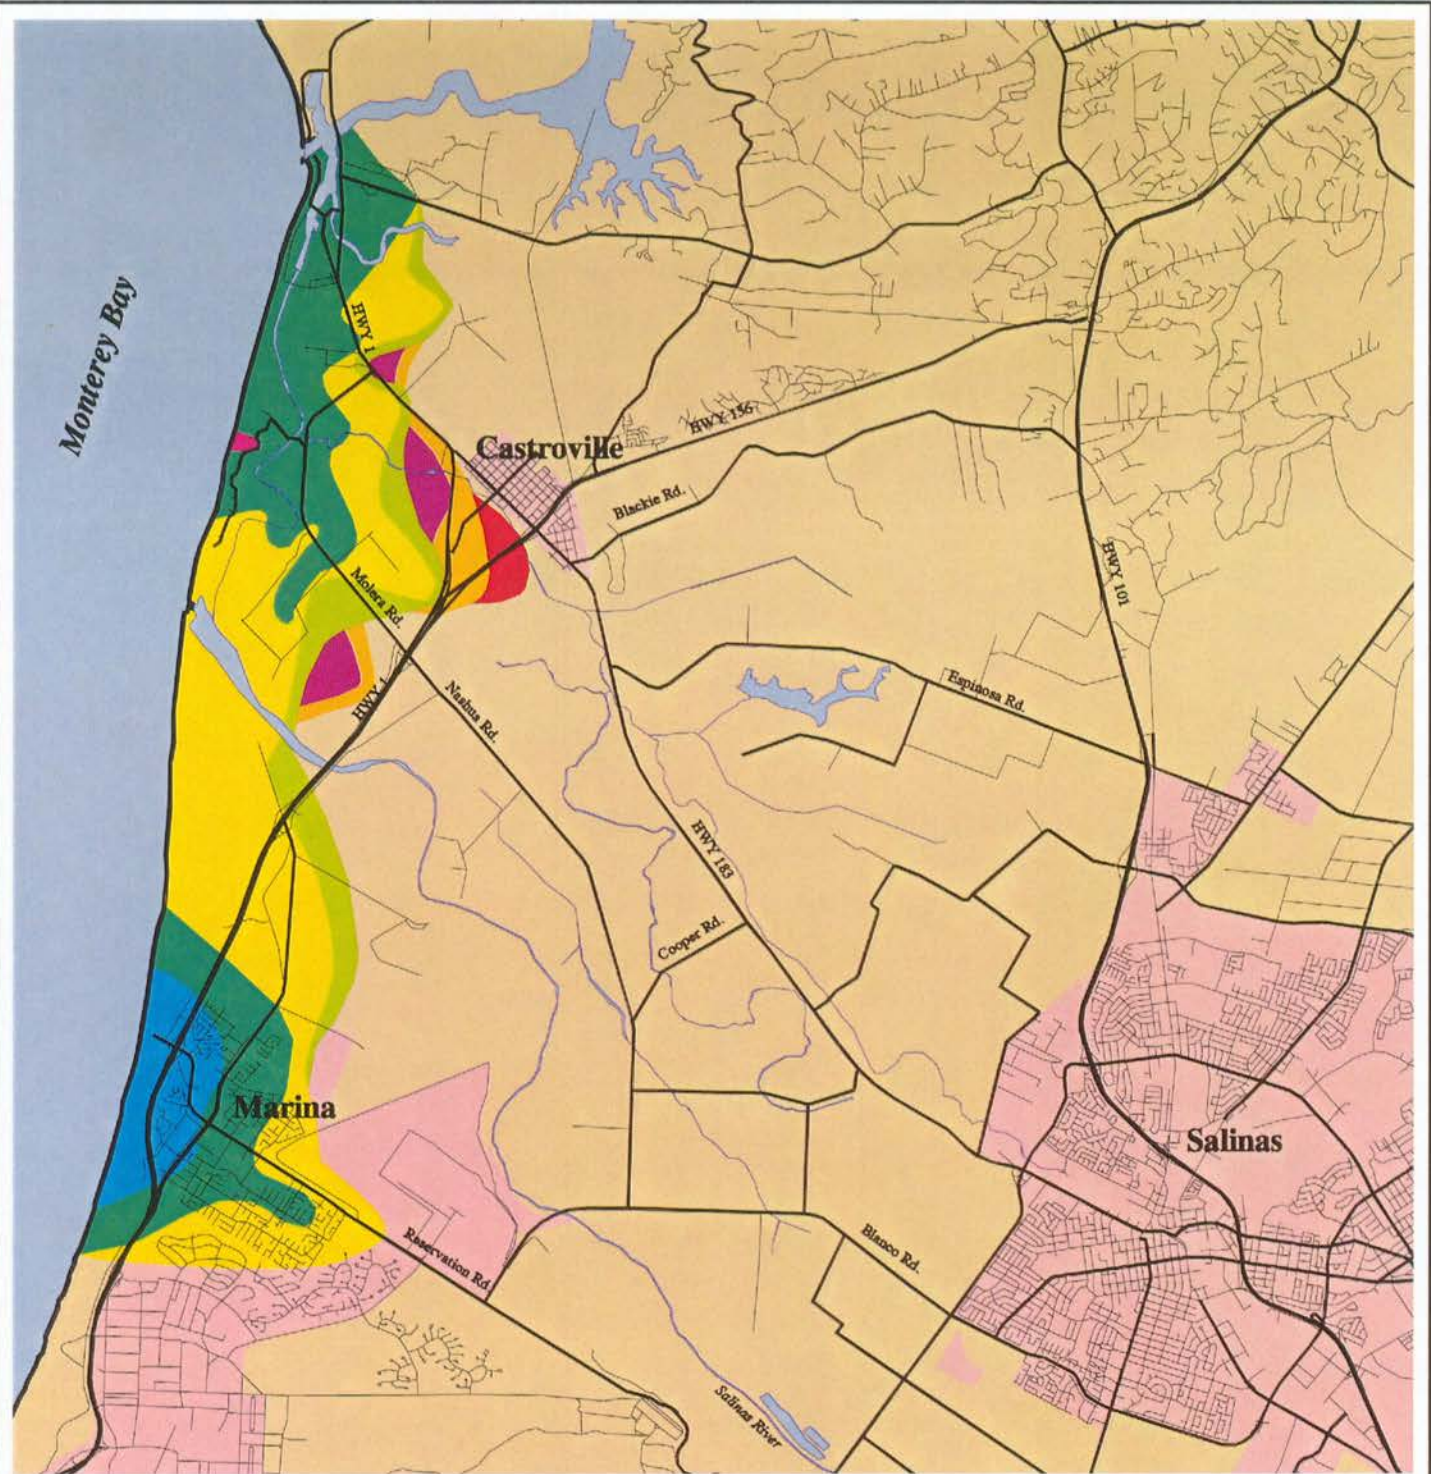 Monterey Bay
HWY 1
Castroville
HWY 156
Blackie Rd.
HWY 101
Molera Rd.
HWY 1
Nashua Rd.
Espinosa Rd.
HWY 183
Cooper Rd.
Marina
Salinas
Reservation Rd
Blanco Rd.
Salinas River